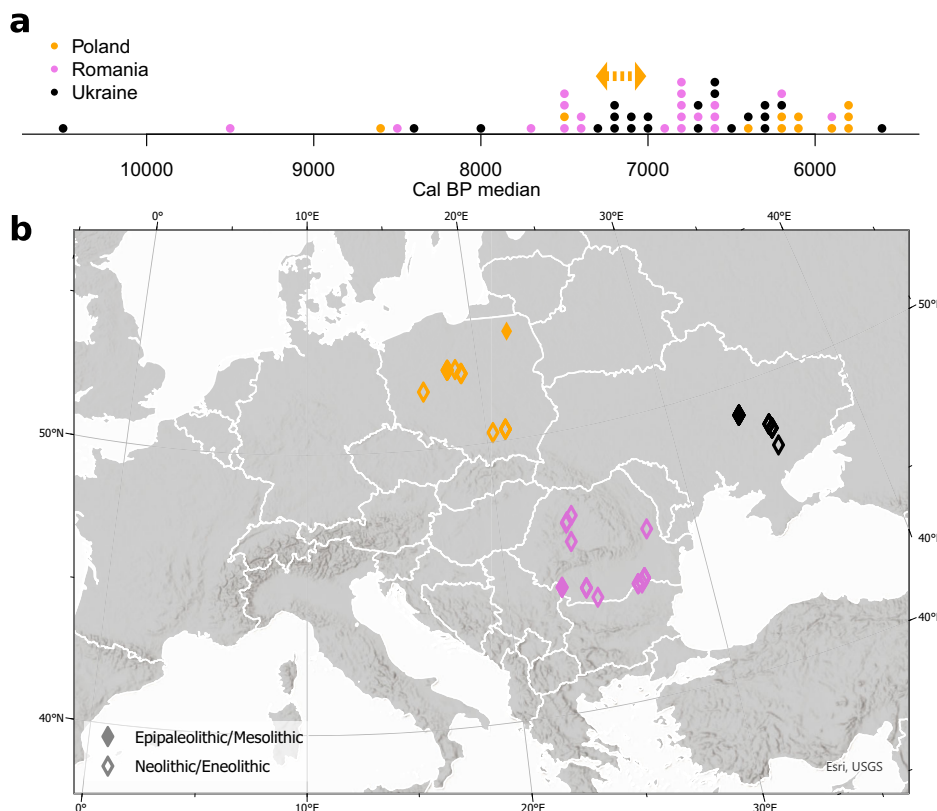 a
Poland
Romania
Ukraine
10000 9000 8000 7000 6000
Cal BP median
b
0° 10°E 20°E 30°E 40°E
50°N
50°N
40°N
40°N
40°N
Epipaleolithic/Mesolithic
Neolithic/Eneolithic
Esri, USGS
0° 10°E 20°E 30°E